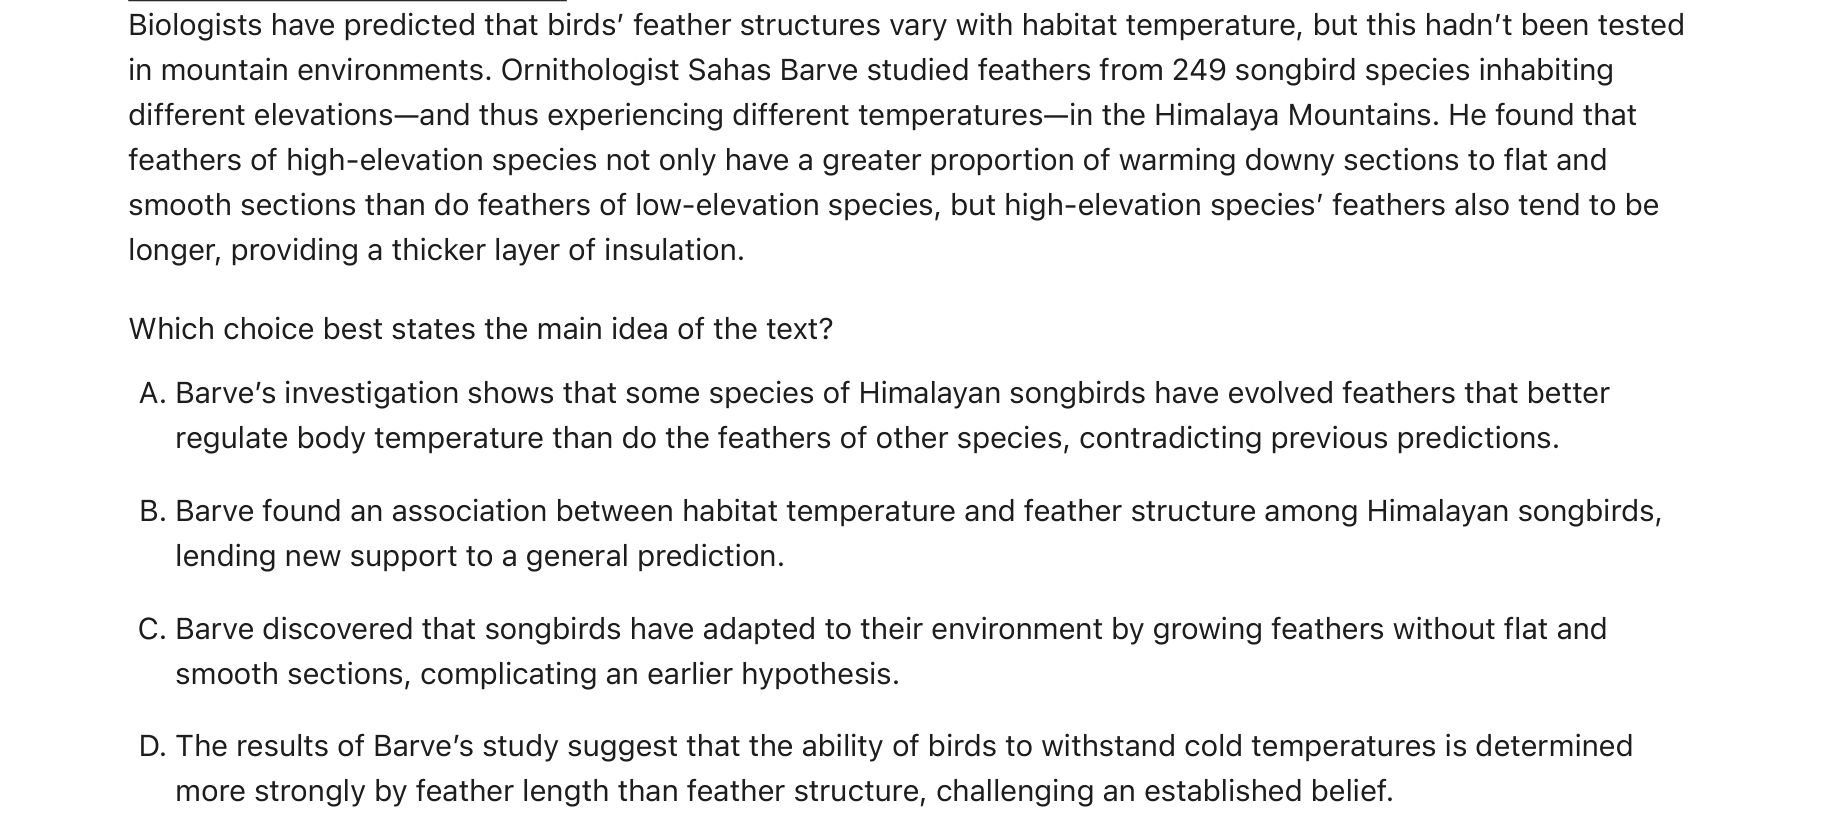 Biologists have predicted that birds’ feather structures vary with habitat temperature, but this hadn’t been tested
in mountain environments. Ornithologist Sahas Barve studied feathers from 249 songbird species inhabiting
different elevations—and thus experiencing different temperatures—in the Himalaya Mountains. He found that
feathers of high-elevation species not only have a greater proportion of warming downy sections to flat and
smooth sections than do feathers of low-elevation species, but high-elevation species’ feathers also tend to be
longer, providing a thicker layer of insulation.
Which choice best states the main idea of the text?
A. Barve’s investigation shows that some species of Himalayan songbirds have evolved feathers that better
regulate body temperature than do the feathers of other species, contradicting previous predictions.
B. Barve found an association between habitat temperature and feather structure among Himalayan songbirds,
lending new support to a general prediction.
C. Barve discovered that songbirds have adapted to their environment by growing feathers without flat and
smooth sections, complicating an earlier hypothesis.
D. The results of Barve’s study suggest that the ability of birds to withstand cold temperatures is determined
more strongly by feather length than feather structure, challenging an established belief.